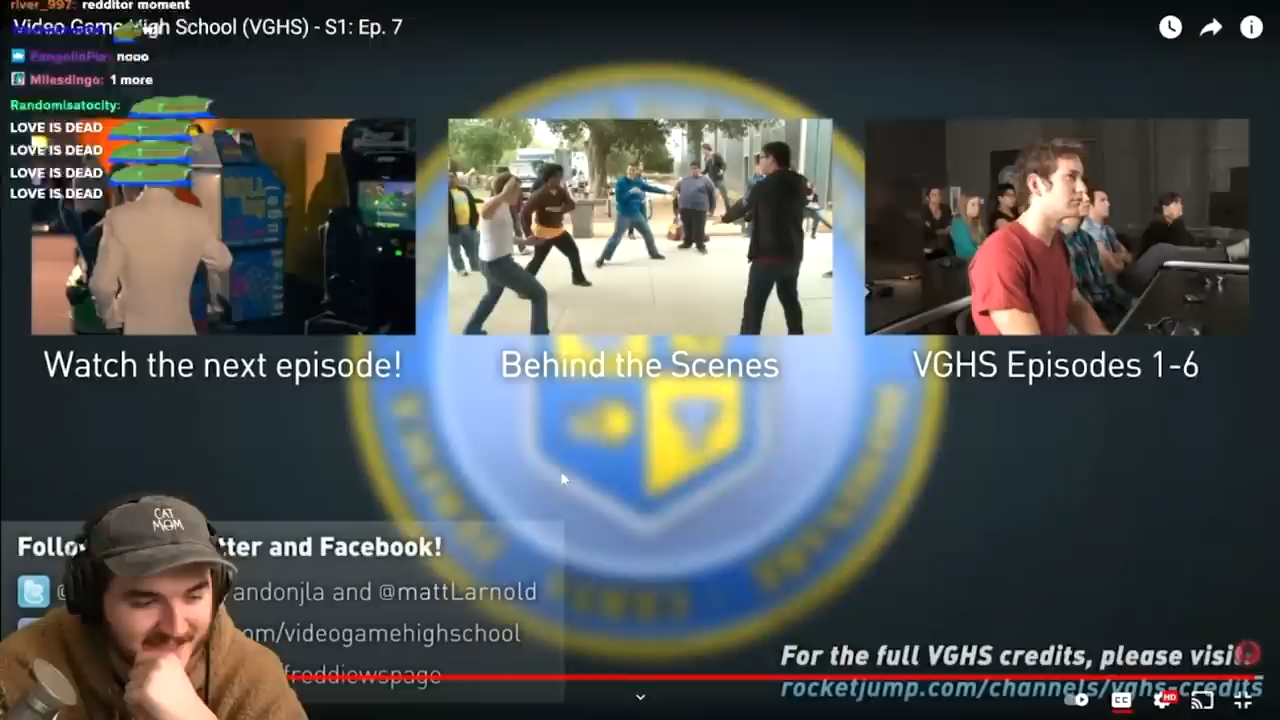 river_997: redditor moment
Video Game High School (VGHS) - S1: Ep. 7
PangolinPie: nooo
Milesdingo: 1 more
Randomisatocity:
LOVE IS DEAD
LOVE IS DEAD
LOVE IS DEAD
LOVE IS DEAD
Watch the next episode!
Behind the Scenes
VGHS Episodes 1-6
CAT
MOM
Follo tter and Facebook!
@ andonjla and @mattLarnold
om/videogamehighschool
freddiewspage
For the full VGHS credits, please visit
rocketjump.com/channels/vghs-credits
CC
HD